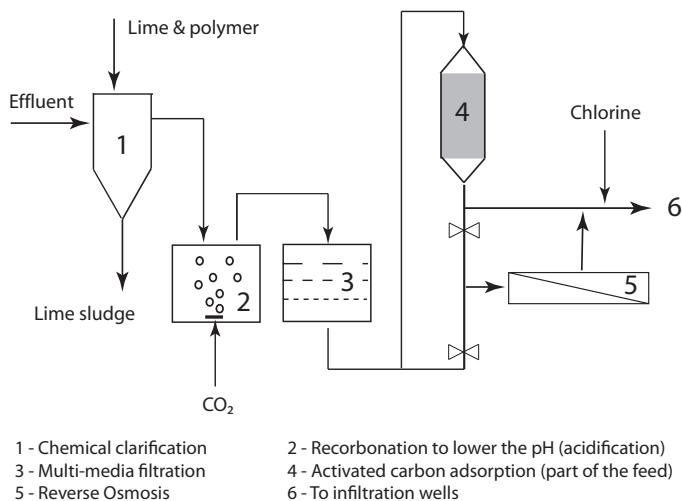 Lime & polymer
Effluent
1
4
Chlorine
6
2
3
5
Lime sludge
CO₂
1 - Chemical clarification
2 - Recorbonation to lower the pH (acidification)
3 - Multi-media filtration
4 - Activated carbon adsorption (part of the feed)
5 - Reverse Osmosis
6 - To infiltration wells